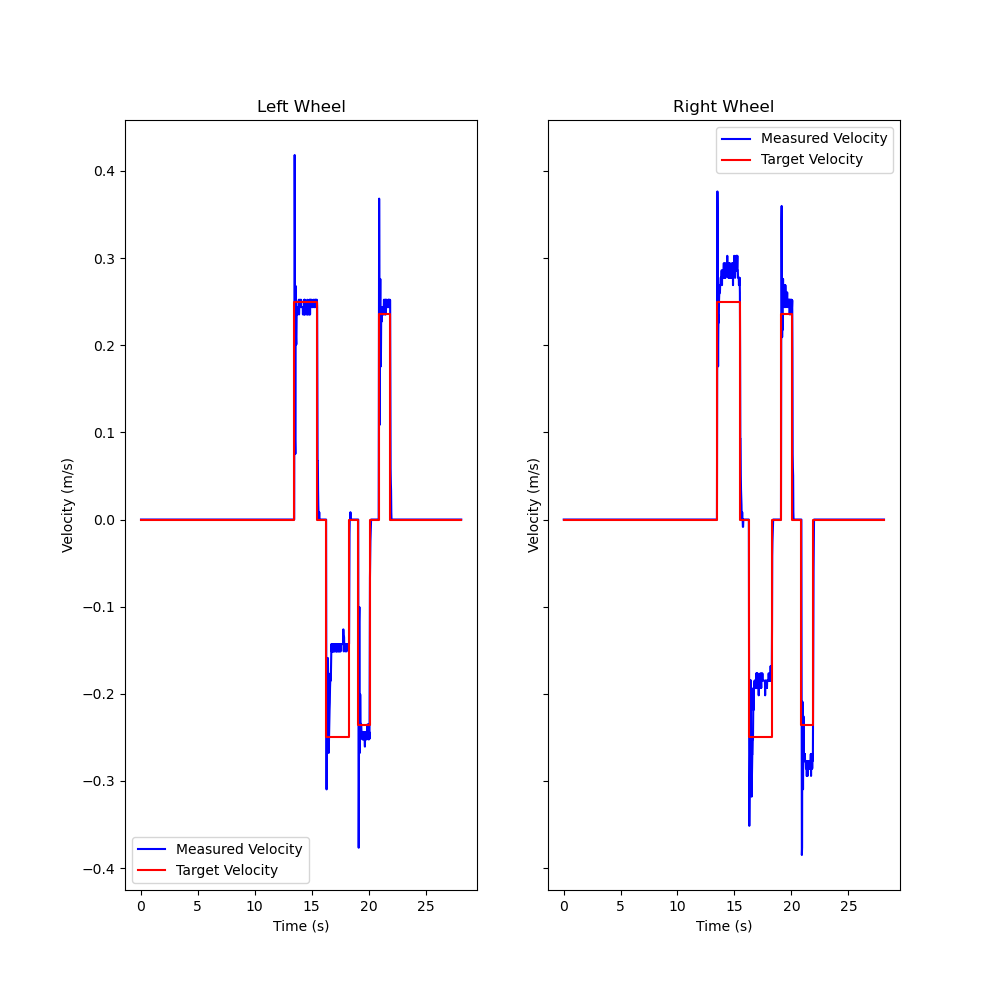 Left Wheel
Right Wheel
Measured Velocity
Target Velocity
0.4
0.3
0.2
0.1
0.0
−0.1
−0.2
−0.3
−0.4
Velocity (m/s)
Velocity (m/s)
Measured Velocity
Target Velocity
0 5 10 15 20 25
0 5 10 15 20 25
Time (s)
Time (s)